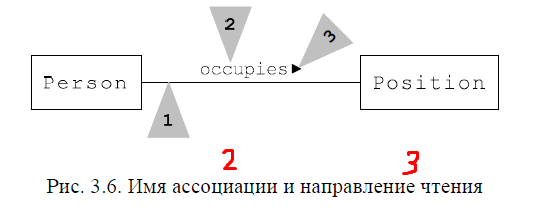 2
3
occupies
Person
Position
1
2
3
Рис. 3.6. Имя ассоциации и направление чтения